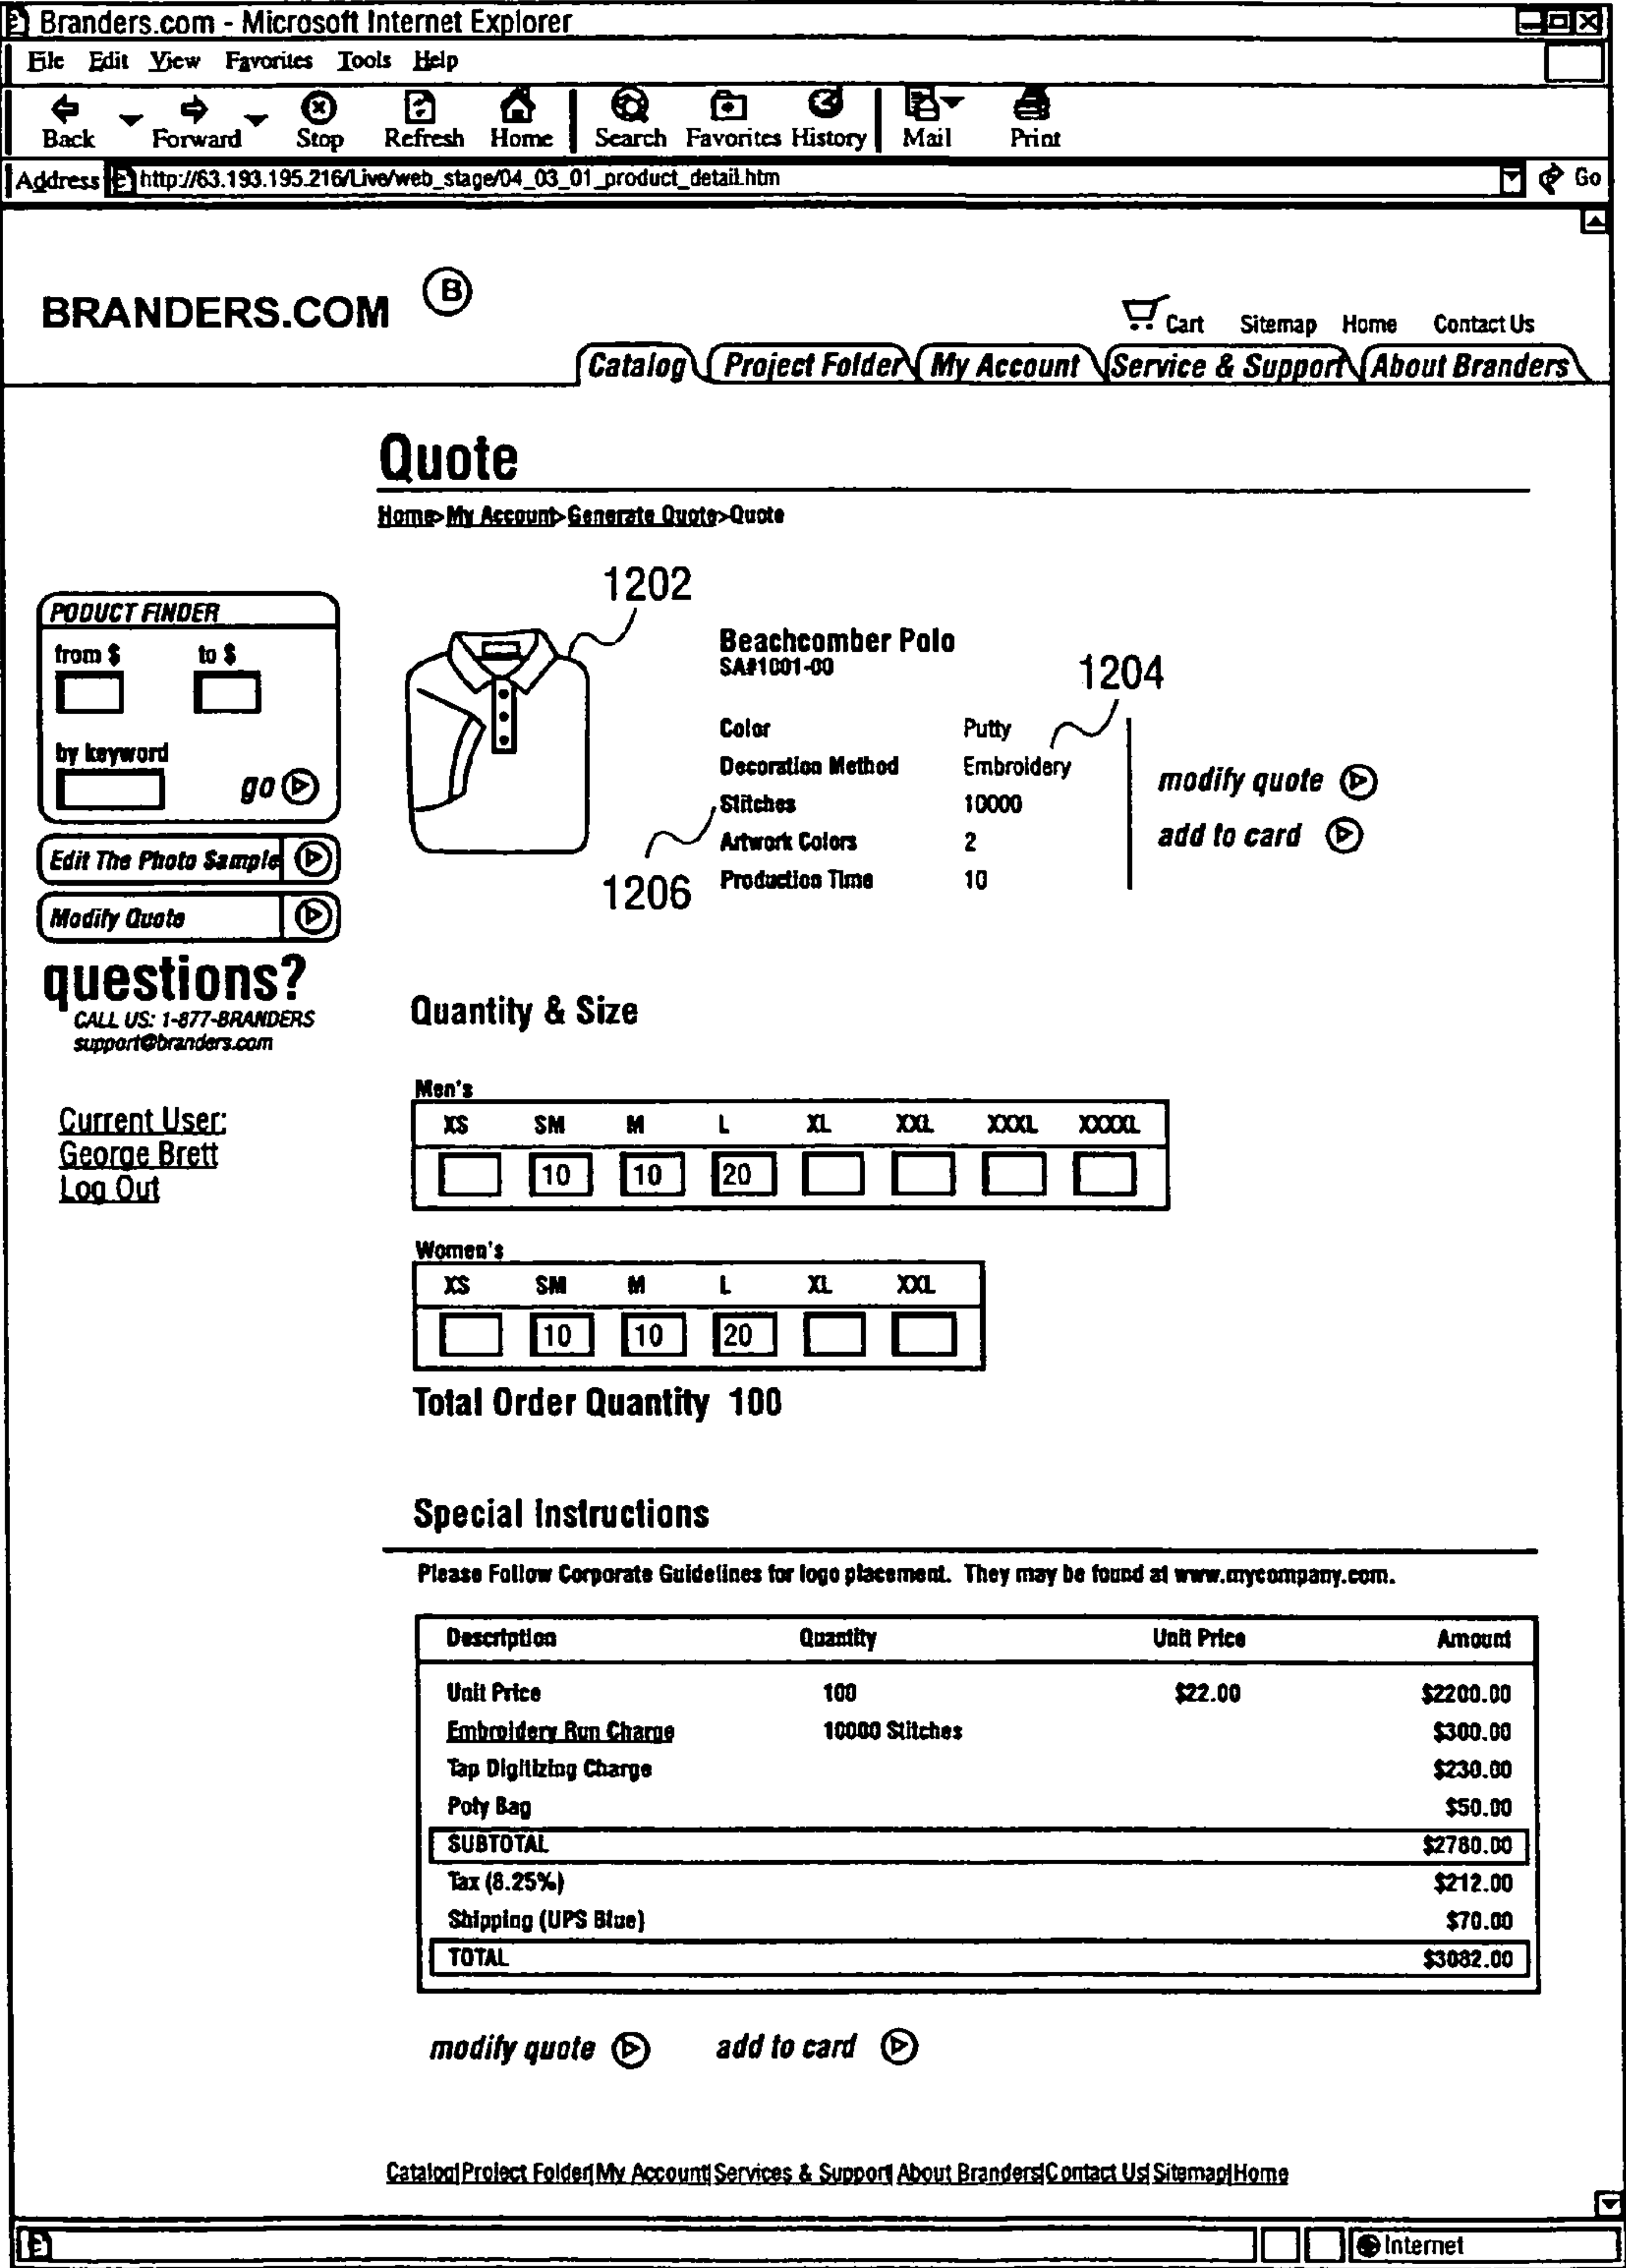 Branders.com - Microsoft Internet Explorer
File Edit View Favorites Tools Help
Back Forward Stop Refresh Home Search Favorites History Mail Print
Address http://63.193.195.216/Live/web_stage/04_03_01_product_detail.htm Go
BRANDERS.COM B
Cart Sitemap Home Contact Us
Catalog Project Folder My Account Service & Support About Branders
Quote
Home>My Account>Generate Quote>Quote
PODUCT FINDER
from $ to $
by keyword
go
Edit The Photo Sample
Modify Quote
questions?
CALL US: 1-877-BRANDERS
support@branders.com
Current User:
George Brett
Log Out
1202
Beachcomber Polo
SA#1001-00
1204
Color Putty
Decoration Method Embroidery
Stitches 10000
Artwork Colors 2
Production Time 10
1206
modify quote
add to card
Quantity & Size
Men's
XS SM M L XL XXL XXXL XXXXL
10 10 20
Women's
XS SM M L XL XXL
10 10 20
Total Order Quantity 100
Special Instructions
Please Follow Corporate Guidelines for logo placement. They may be found at www.mycompany.com.
Description Quantity Unit Price Amount
Unit Price 100 $22.00 $2200.00
Embroidery Run Charge 10000 Stitches $300.00
Tap Digitizing Charge $230.00
Poly Bag $50.00
SUBTOTAL $2780.00
Tax (8.25%) $212.00
Shipping (UPS Blue) $70.00
TOTAL $3082.00
modify quote add to card
Catalog|Project Folder|My Account|Services & Support|About Branders|Contact Us|Sitemap|Home
Internet